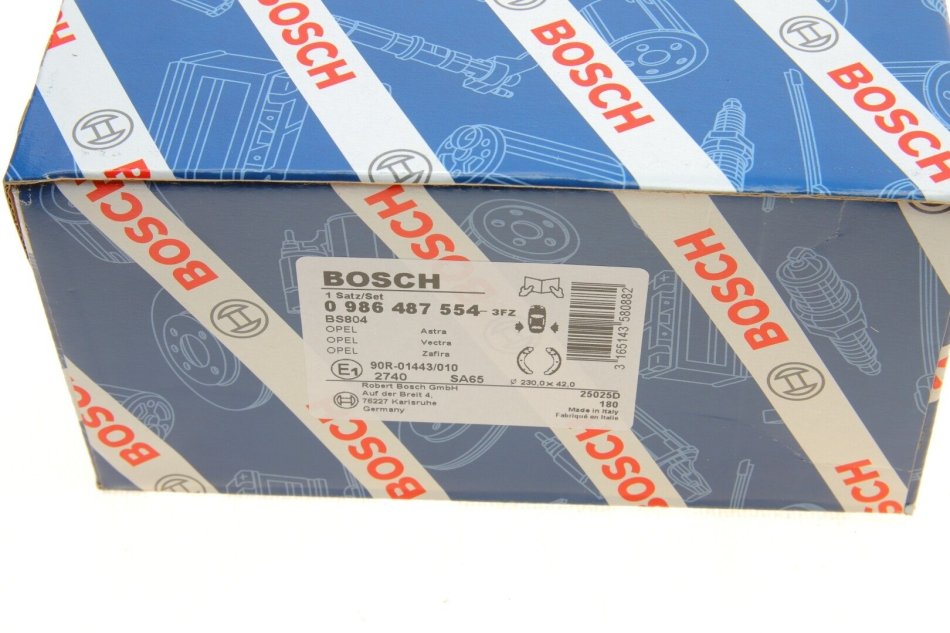 BOSCH
BOSCH
BOSCH
BOSCH
BOSCH
BOSCH
BOSCH
BOSCH
BOSCH
BOSCH
BOSCH
BOSCH
1 Satz/Set
0 986 487 554 3FZ
BS804
OPEL Astra
OPEL Vectra
OPEL Zafira
E1 90R-01443/010
2740 SA65
Ø 230,0 x 42,0
Robert Bosch GmbH
Auf der Breit 4,
76227 Karlsruhe
Germany
25025D
180
Made in Italy
Fabriqué en Italie
3 165143 580882